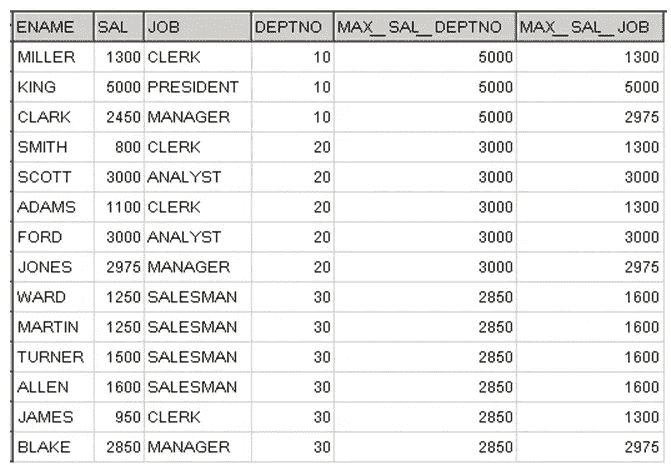 ENAME SAL JOB DEPTNO MAX_SAL_DEPTNO MAX_SAL_JOB
MILLER 1300 CLERK 10 5000 1300
KING 5000 PRESIDENT 10 5000 5000
CLARK 2450 MANAGER 10 5000 2975
SMITH 800 CLERK 20 3000 1300
SCOTT 3000 ANALYST 20 3000 3000
ADAMS 1100 CLERK 20 3000 1300
FORD 3000 ANALYST 20 3000 3000
JONES 2975 MANAGER 20 3000 2975
WARD 1250 SALESMAN 30 2850 1600
MARTIN 1250 SALESMAN 30 2850 1600
TURNER 1500 SALESMAN 30 2850 1600
ALLEN 1600 SALESMAN 30 2850 1600
JAMES 950 CLERK 30 2850 1300
BLAKE 2850 MANAGER 30 2850 2975